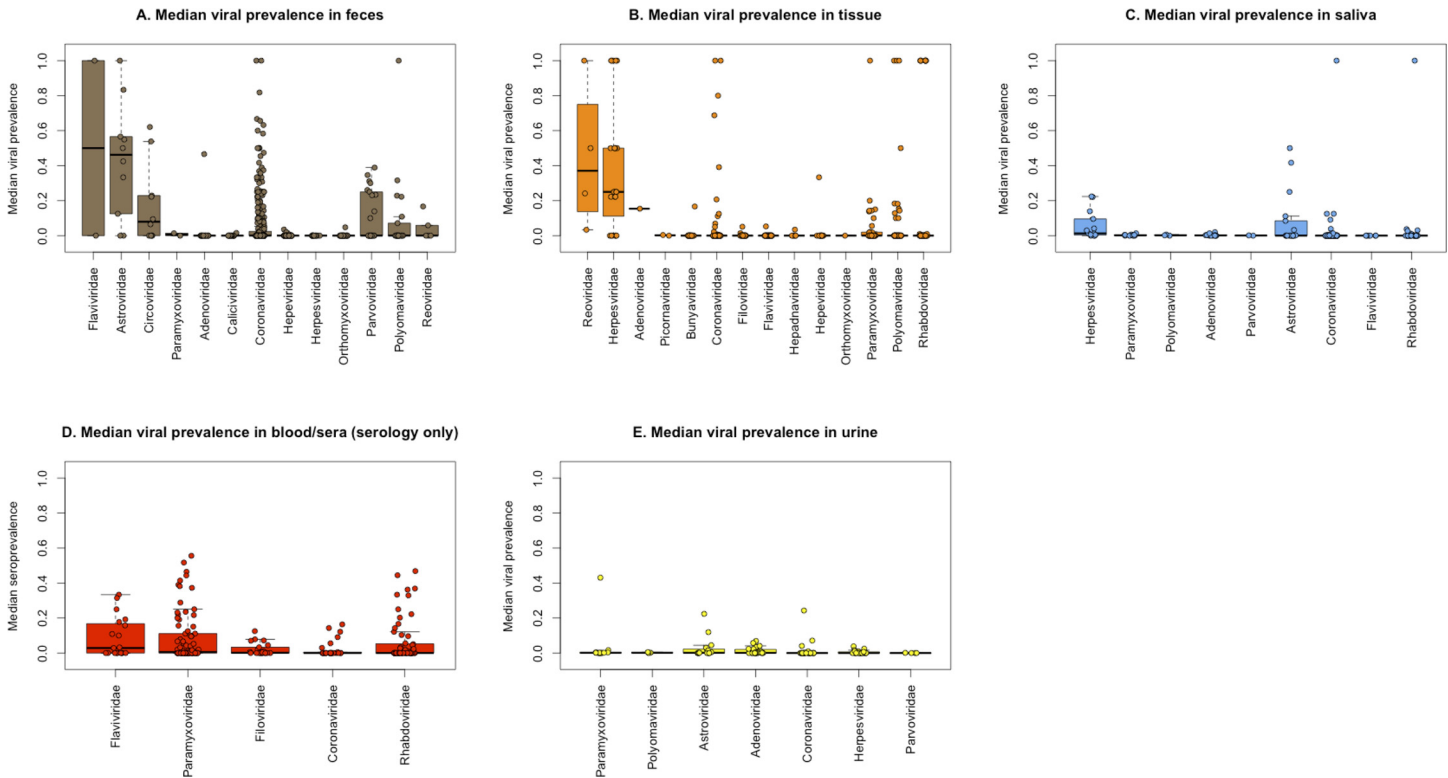 A. Median viral prevalence in feces
Median viral prevalence
0.0 0.2 0.4 0.6 0.8 1.0
Flaviviridae
Astroviridae
Circoviridae
Paramyxoviridae
Adenoviridae
Caliciviridae
Coronaviridae
Hepeviridae
Herpesviridae
Orthomyxoviridae
Parvoviridae
Polyomaviridae
Reoviridae
B. Median viral prevalence in tissue
Median viral prevalence
0.0 0.2 0.4 0.6 0.8 1.0
Reoviridae
Herpesviridae
Adenoviridae
Picornaviridae
Bunyaviridae
Coronaviridae
Filoviridae
Flaviviridae
Hepadnaviridae
Hepeviridae
Orthomyxoviridae
Paramyxoviridae
Polyomaviridae
Rhabdoviridae
C. Median viral prevalence in saliva
Median viral prevalence
0.0 0.2 0.4 0.6 0.8 1.0
Herpesviridae
Paramyxoviridae
Polyomaviridae
Adenoviridae
Parvoviridae
Astroviridae
Coronaviridae
Flaviviridae
Rhabdoviridae
D. Median viral prevalence in blood/sera (serology only)
Median seroprevalence
0.0 0.2 0.4 0.6 0.8 1.0
Flaviviridae
Paramyxoviridae
Filoviridae
Coronaviridae
Rhabdoviridae
E. Median viral prevalence in urine
Median viral prevalence
0.0 0.2 0.4 0.6 0.8 1.0
Paramyxoviridae
Polyomaviridae
Astroviridae
Adenoviridae
Coronaviridae
Herpesviridae
Parvoviridae